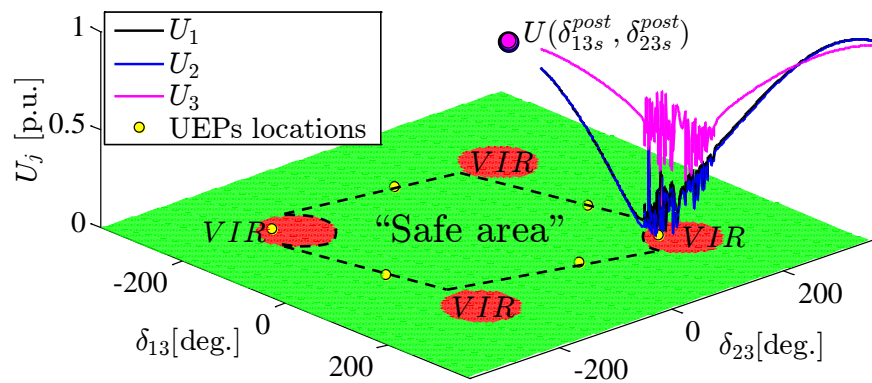 1
0.5
0
U_j [p.u.]
U_1
U_2
U_3
UEPs locations
U(δ_{13s}^{post}, δ_{23s}^{post})
VIR
VIR
“Safe area”
VIR
VIR
-200
0
200
δ_{13}[deg.]
-200
0
200
δ_{23}[deg.]